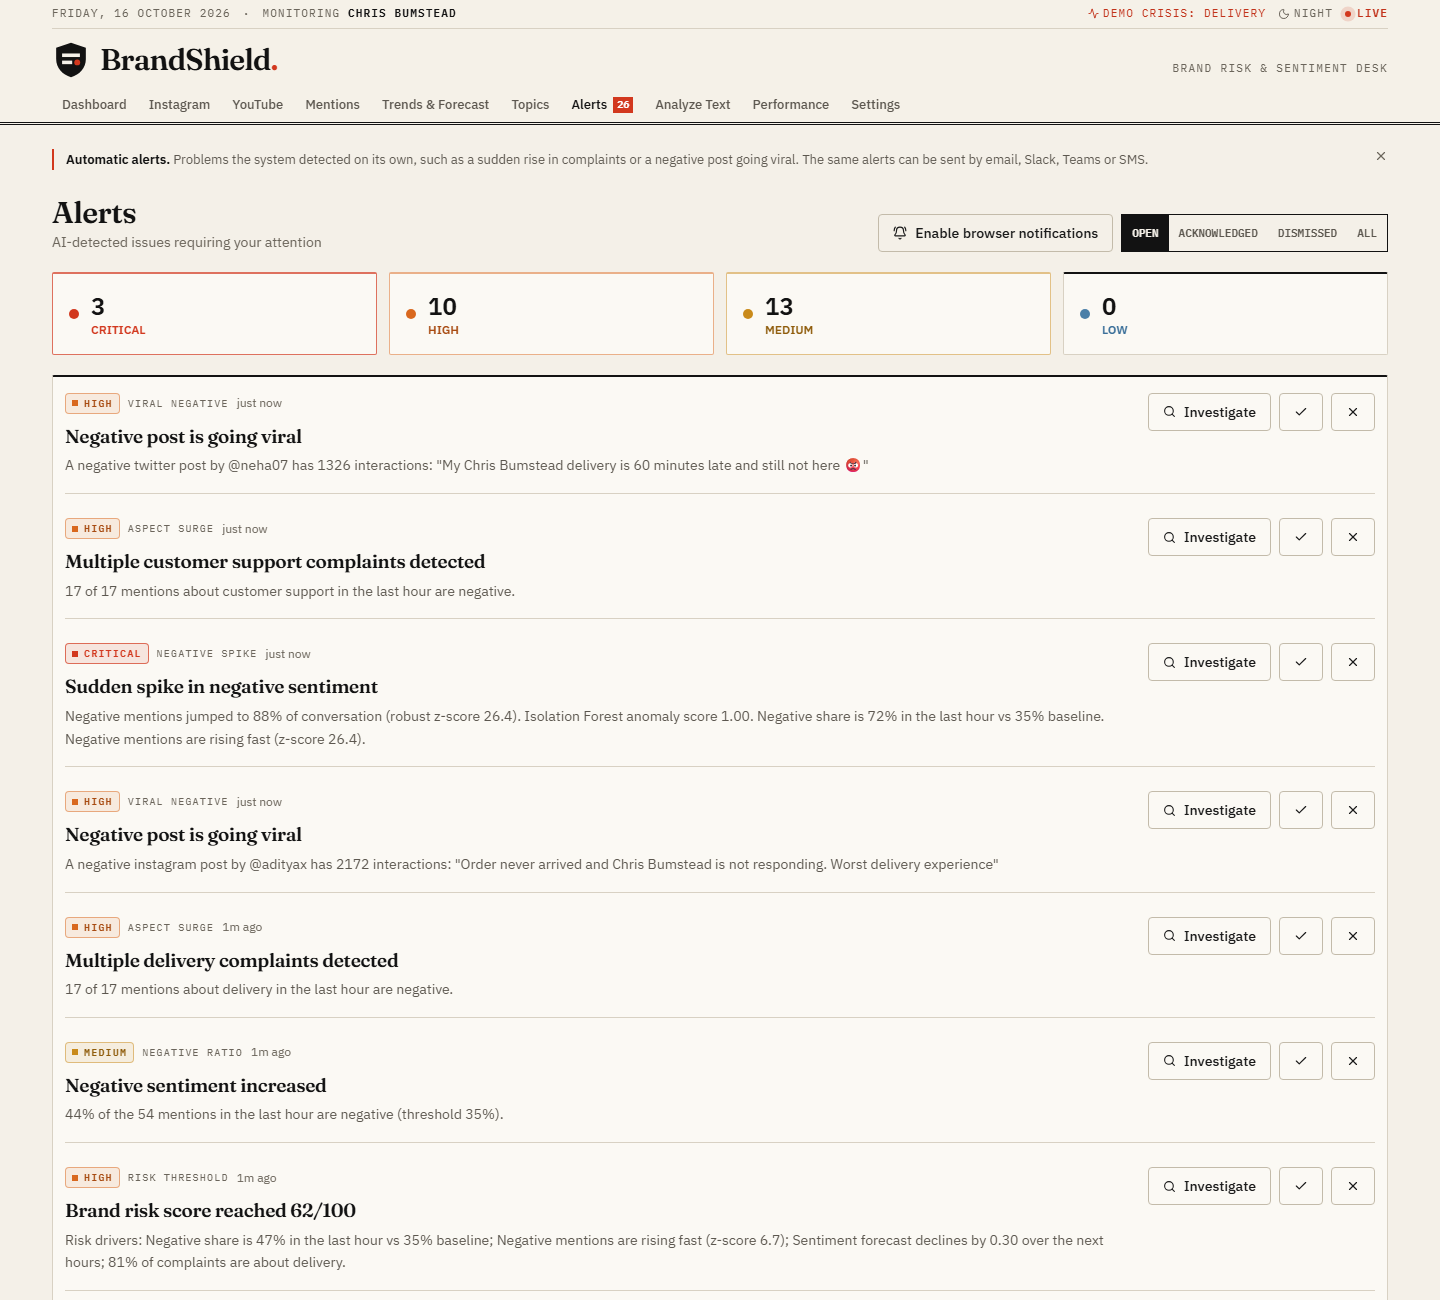 FRIDAY, 16 OCTOBER 2026 · MONITORING CHRIS BUMSTEAD
DEMO CRISIS: DELIVERY NIGHT LIVE
BrandShield.
BRAND RISK & SENTIMENT DESK
Dashboard Instagram YouTube Mentions Trends & Forecast Topics Alerts 26 Analyze Text Performance Settings
Automatic alerts. Problems the system detected on its own, such as a sudden rise in complaints or a negative post going viral. The same alerts can be sent by email, Slack, Teams or SMS.
Alerts
AI-detected issues requiring your attention
Enable browser notifications
OPEN ACKNOWLEDGED DISMISSED ALL
3
CRITICAL
10
HIGH
13
MEDIUM
0
LOW
HIGH VIRAL NEGATIVE just now
Investigate
Negative post is going viral
A negative twitter post by @neha07 has 1326 interactions: "My Chris Bumstead delivery is 60 minutes late and still not here 😡"
HIGH ASPECT SURGE just now
Investigate
Multiple customer support complaints detected
17 of 17 mentions about customer support in the last hour are negative.
CRITICAL NEGATIVE SPIKE just now
Investigate
Sudden spike in negative sentiment
Negative mentions jumped to 88% of conversation (robust z-score 26.4). Isolation Forest anomaly score 1.00. Negative share is 72% in the last hour vs 35% baseline.
Negative mentions are rising fast (z-score 26.4).
HIGH VIRAL NEGATIVE just now
Investigate
Negative post is going viral
A negative instagram post by @adityax has 2172 interactions: "Order never arrived and Chris Bumstead is not responding. Worst delivery experience"
HIGH ASPECT SURGE 1m ago
Investigate
Multiple delivery complaints detected
17 of 17 mentions about delivery in the last hour are negative.
MEDIUM NEGATIVE RATIO 1m ago
Investigate
Negative sentiment increased
44% of the 54 mentions in the last hour are negative (threshold 35%).
HIGH RISK THRESHOLD 1m ago
Investigate
Brand risk score reached 62/100
Risk drivers: Negative share is 47% in the last hour vs 35% baseline; Negative mentions are rising fast (z-score 6.7); Sentiment forecast declines by 0.30 over the next
hours; 81% of complaints are about delivery.